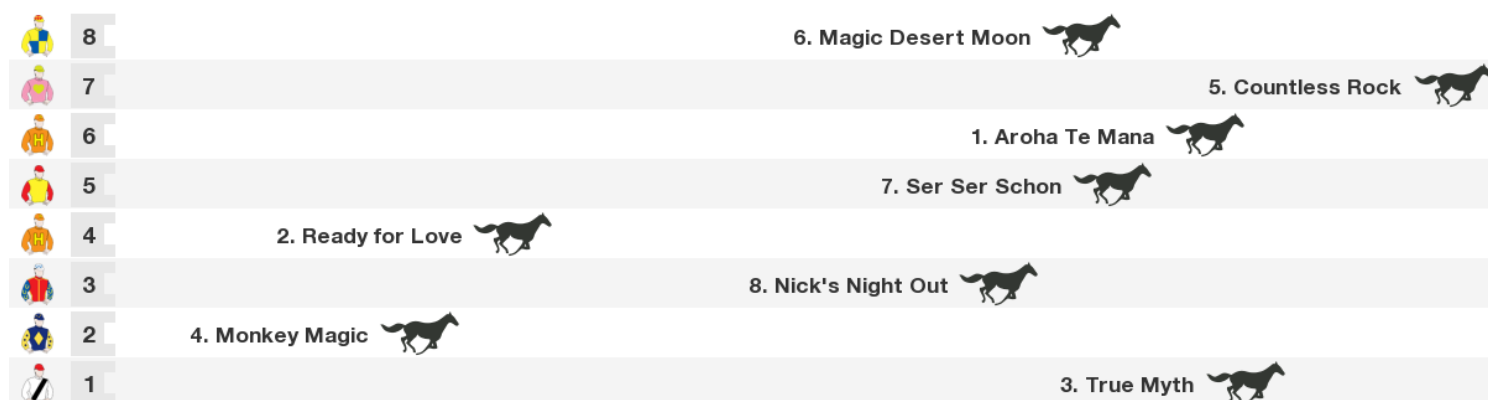 8 6. Magic Desert Moon
7 5. Countless Rock
H 6 1. Aroha Te Mana
5 7. Ser Ser Schon
H 4 2. Ready for Love
3 8. Nick's Night Out
2 4. Monkey Magic
1 3. True Myth